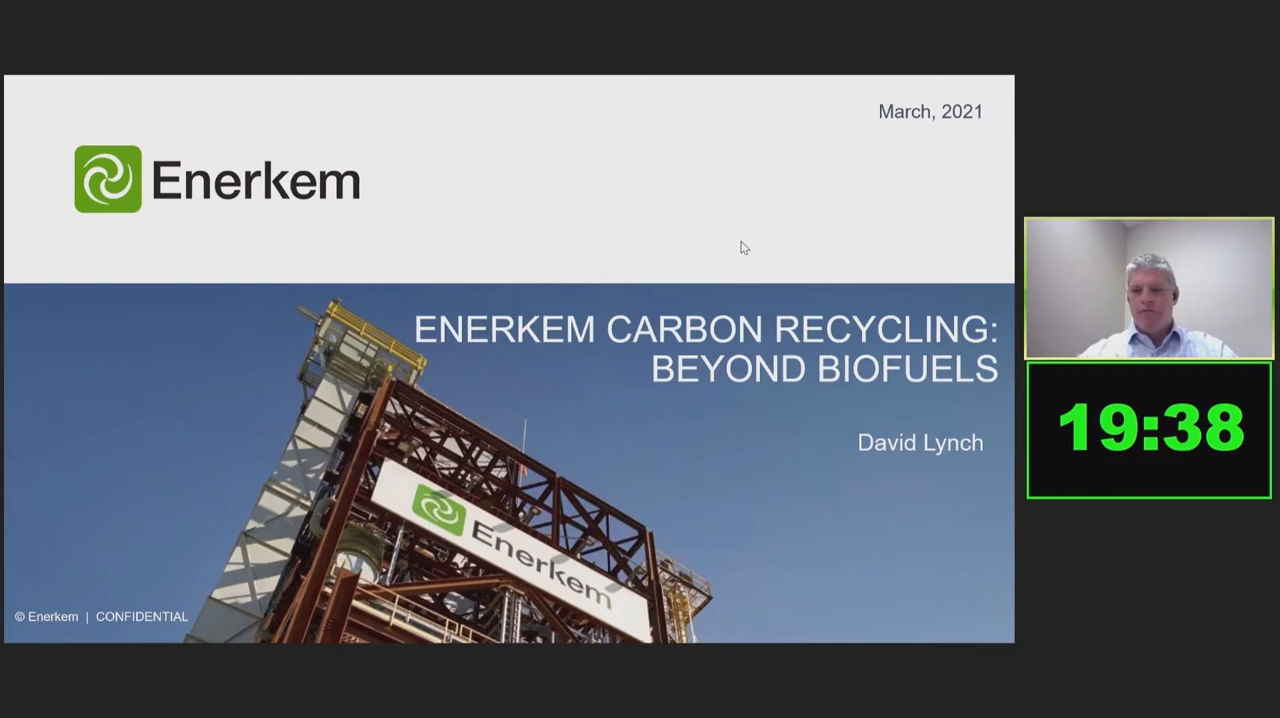 March, 2021
Enerkem
ENERKEM CARBON RECYCLING:
BEYOND BIOFUELS
David Lynch
Enerkem
© Enerkem | CONFIDENTIAL
19:38